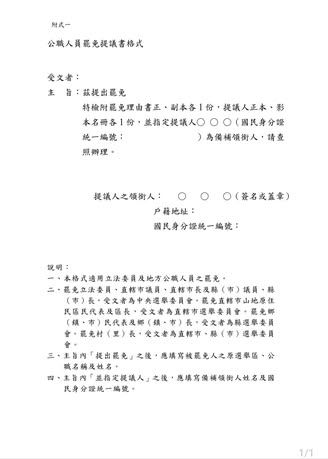 附式一
公職人員罷免提議書格式
受文者：
主　旨：茲提出罷免
特檢附罷免理由書正、副本各1份，提議人正本、影
本名冊各1份，並指定提議人○ ○ ○（國民身分證
統一編號：　　　　　　　）為備補領銜人，請查
照辦理。
提議人之領銜人：　○　○　○（簽名或蓋章）
戶籍地址：
國民身分證統一編號：
說明：
一、本格式適用立法委員及地方公職人員之罷免。
二、罷免立法委員、直轄市議員、直轄市長及縣（市）議員、縣
（市）長，受文者為中央選舉委員會。罷免直轄市山地原住
民區民代表及區長，受文者為直轄市選舉委員會。罷免鄉
（鎮、市）民代表及鄉（鎮、市）長，受文者為縣選舉委員
會。罷免村（里）長，受文者為直轄市、縣（市）選舉委員
會。
三、主旨內「提出罷免」之後，應填寫被罷免人之原選舉區、公
職名稱及姓名。
四、主旨內「並指定提議人」之後，應填寫備補領銜人姓名及國
民身分證統一編號。
1/1